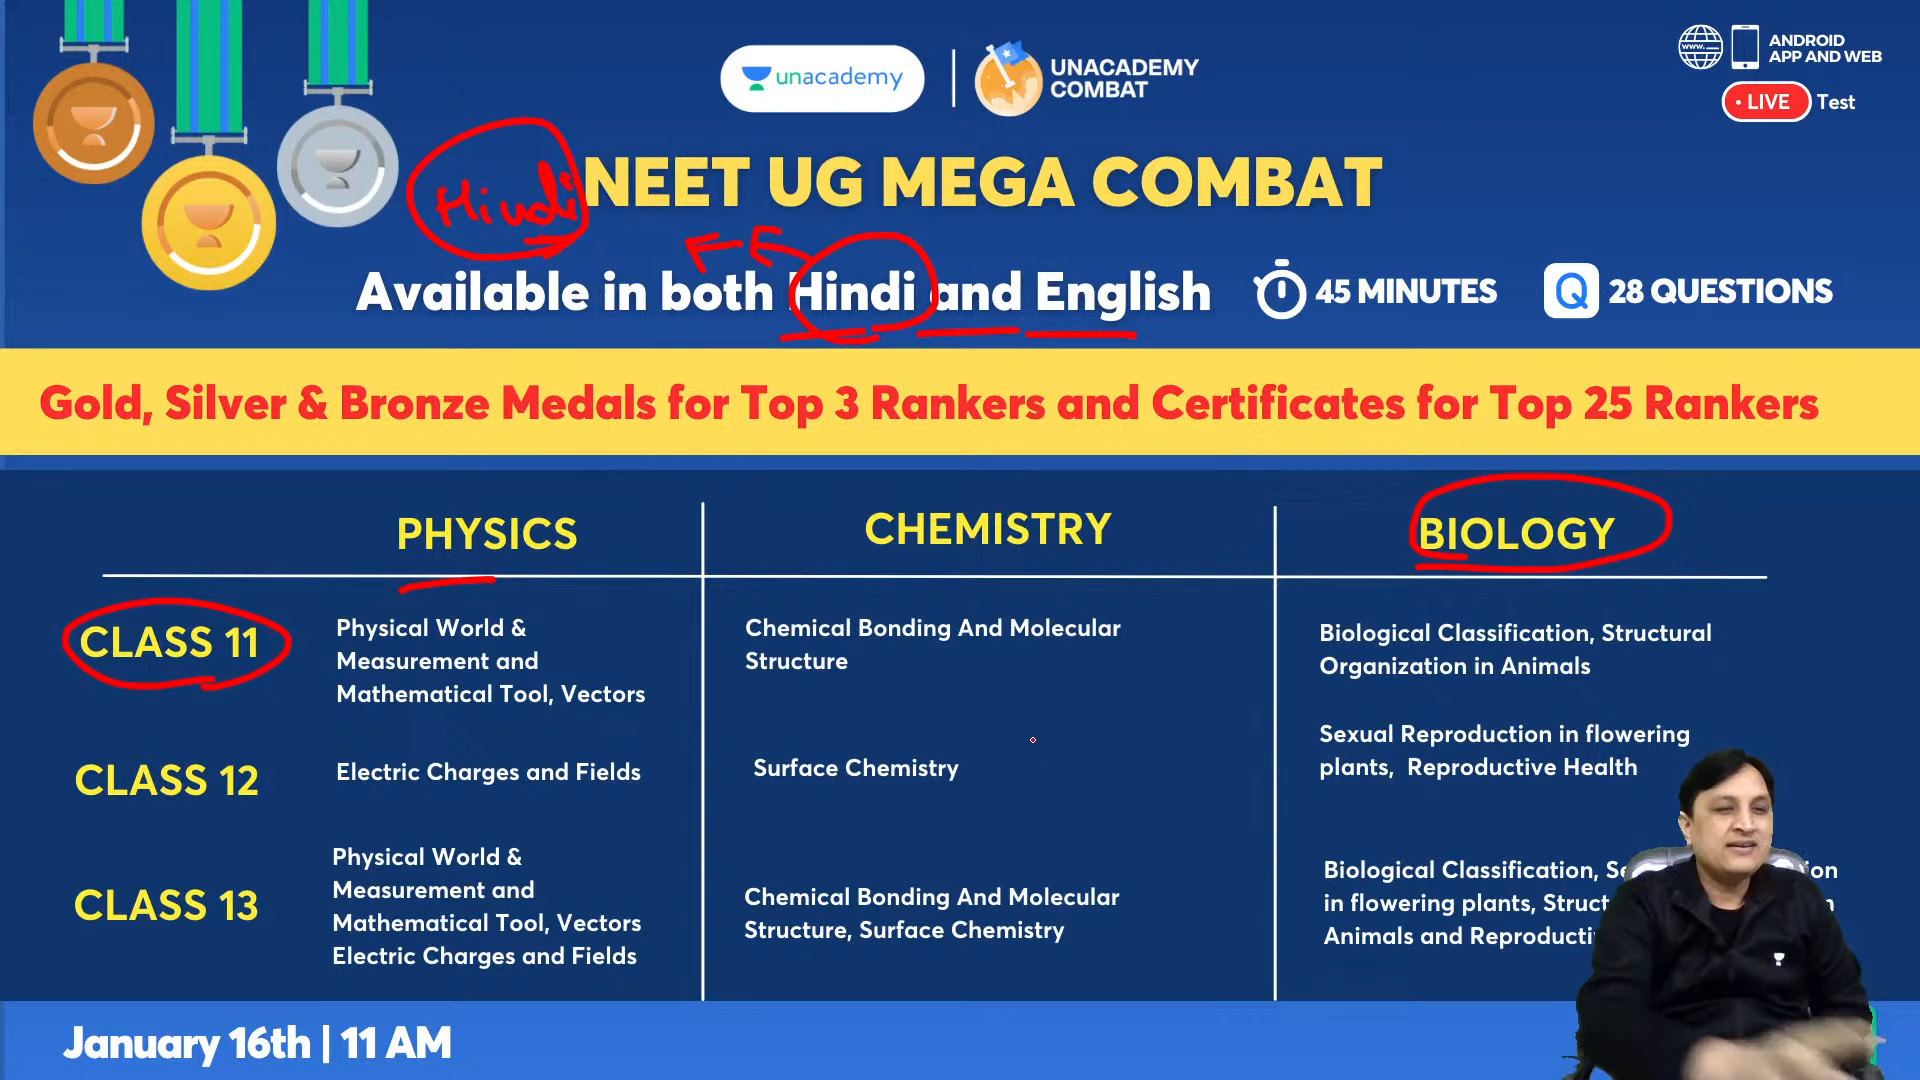 unacademy
UNACADEMY
COMBAT
ANDROID
APP AND WEB
www.
LIVE Test
Hindi
NEET UG MEGA COMBAT
Available in both Hindi and English
45 MINUTES
Q 28 QUESTIONS
Gold, Silver & Bronze Medals for Top 3 Rankers and Certificates for Top 25 Rankers
PHYSICS
CHEMISTRY
BIOLOGY
CLASS 11
Physical World &
Measurement and
Mathematical Tool, Vectors
Chemical Bonding And Molecular
Structure
Biological Classification, Structural
Organization in Animals
CLASS 12
Electric Charges and Fields
Surface Chemistry
Sexual Reproduction in flowering
plants, Reproductive Health
CLASS 13
Physical World &
Measurement and
Mathematical Tool, Vectors
Electric Charges and Fields
Chemical Bonding And Molecular
Structure, Surface Chemistry
Biological Classification,
in flowering plants,
Animals and
January 16th | 11 AM